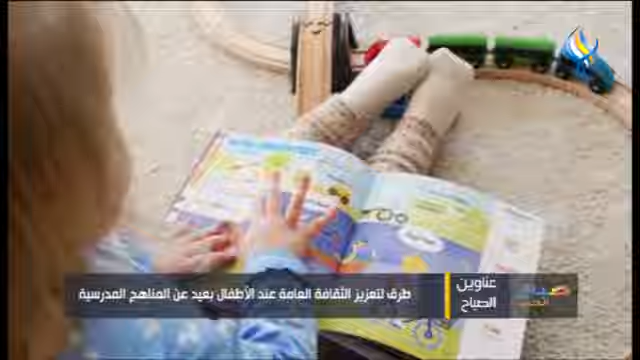 عناوين
الصباح
طرق لتعزيز الثقافة العامة عند الأطفال بعيد عن المناهج المدرسية